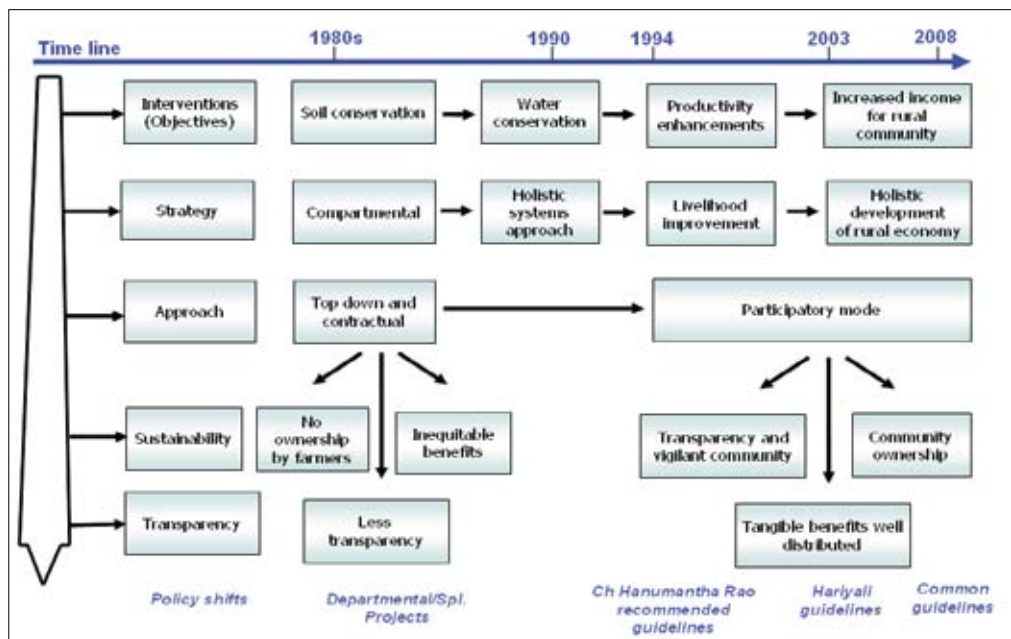 Time line
1980s
1990
1994
2003
2008
Interventions
(Objectives)
Soil conservation
Water
conservation
Productivity
enhancements
Increased income
for rural
community
Strategy
Compartmental
Holistic
systems
approach
Livelihood
improvement
Holistic
development
of rural economy
Approach
Top down and
contractual
Participatory mode
Sustainability
No
ownership
by farmers
Inequitable
benefits
Transparency and
vigilant community
Community
ownership
Transparency
Less
transparency
Tangible benefits well
distributed
Policy shifts
Departmental/Spl.
Projects
Ch Hanumantha Rao
recommended
guidelines
Hariyali
guidelines
Common
guidelines